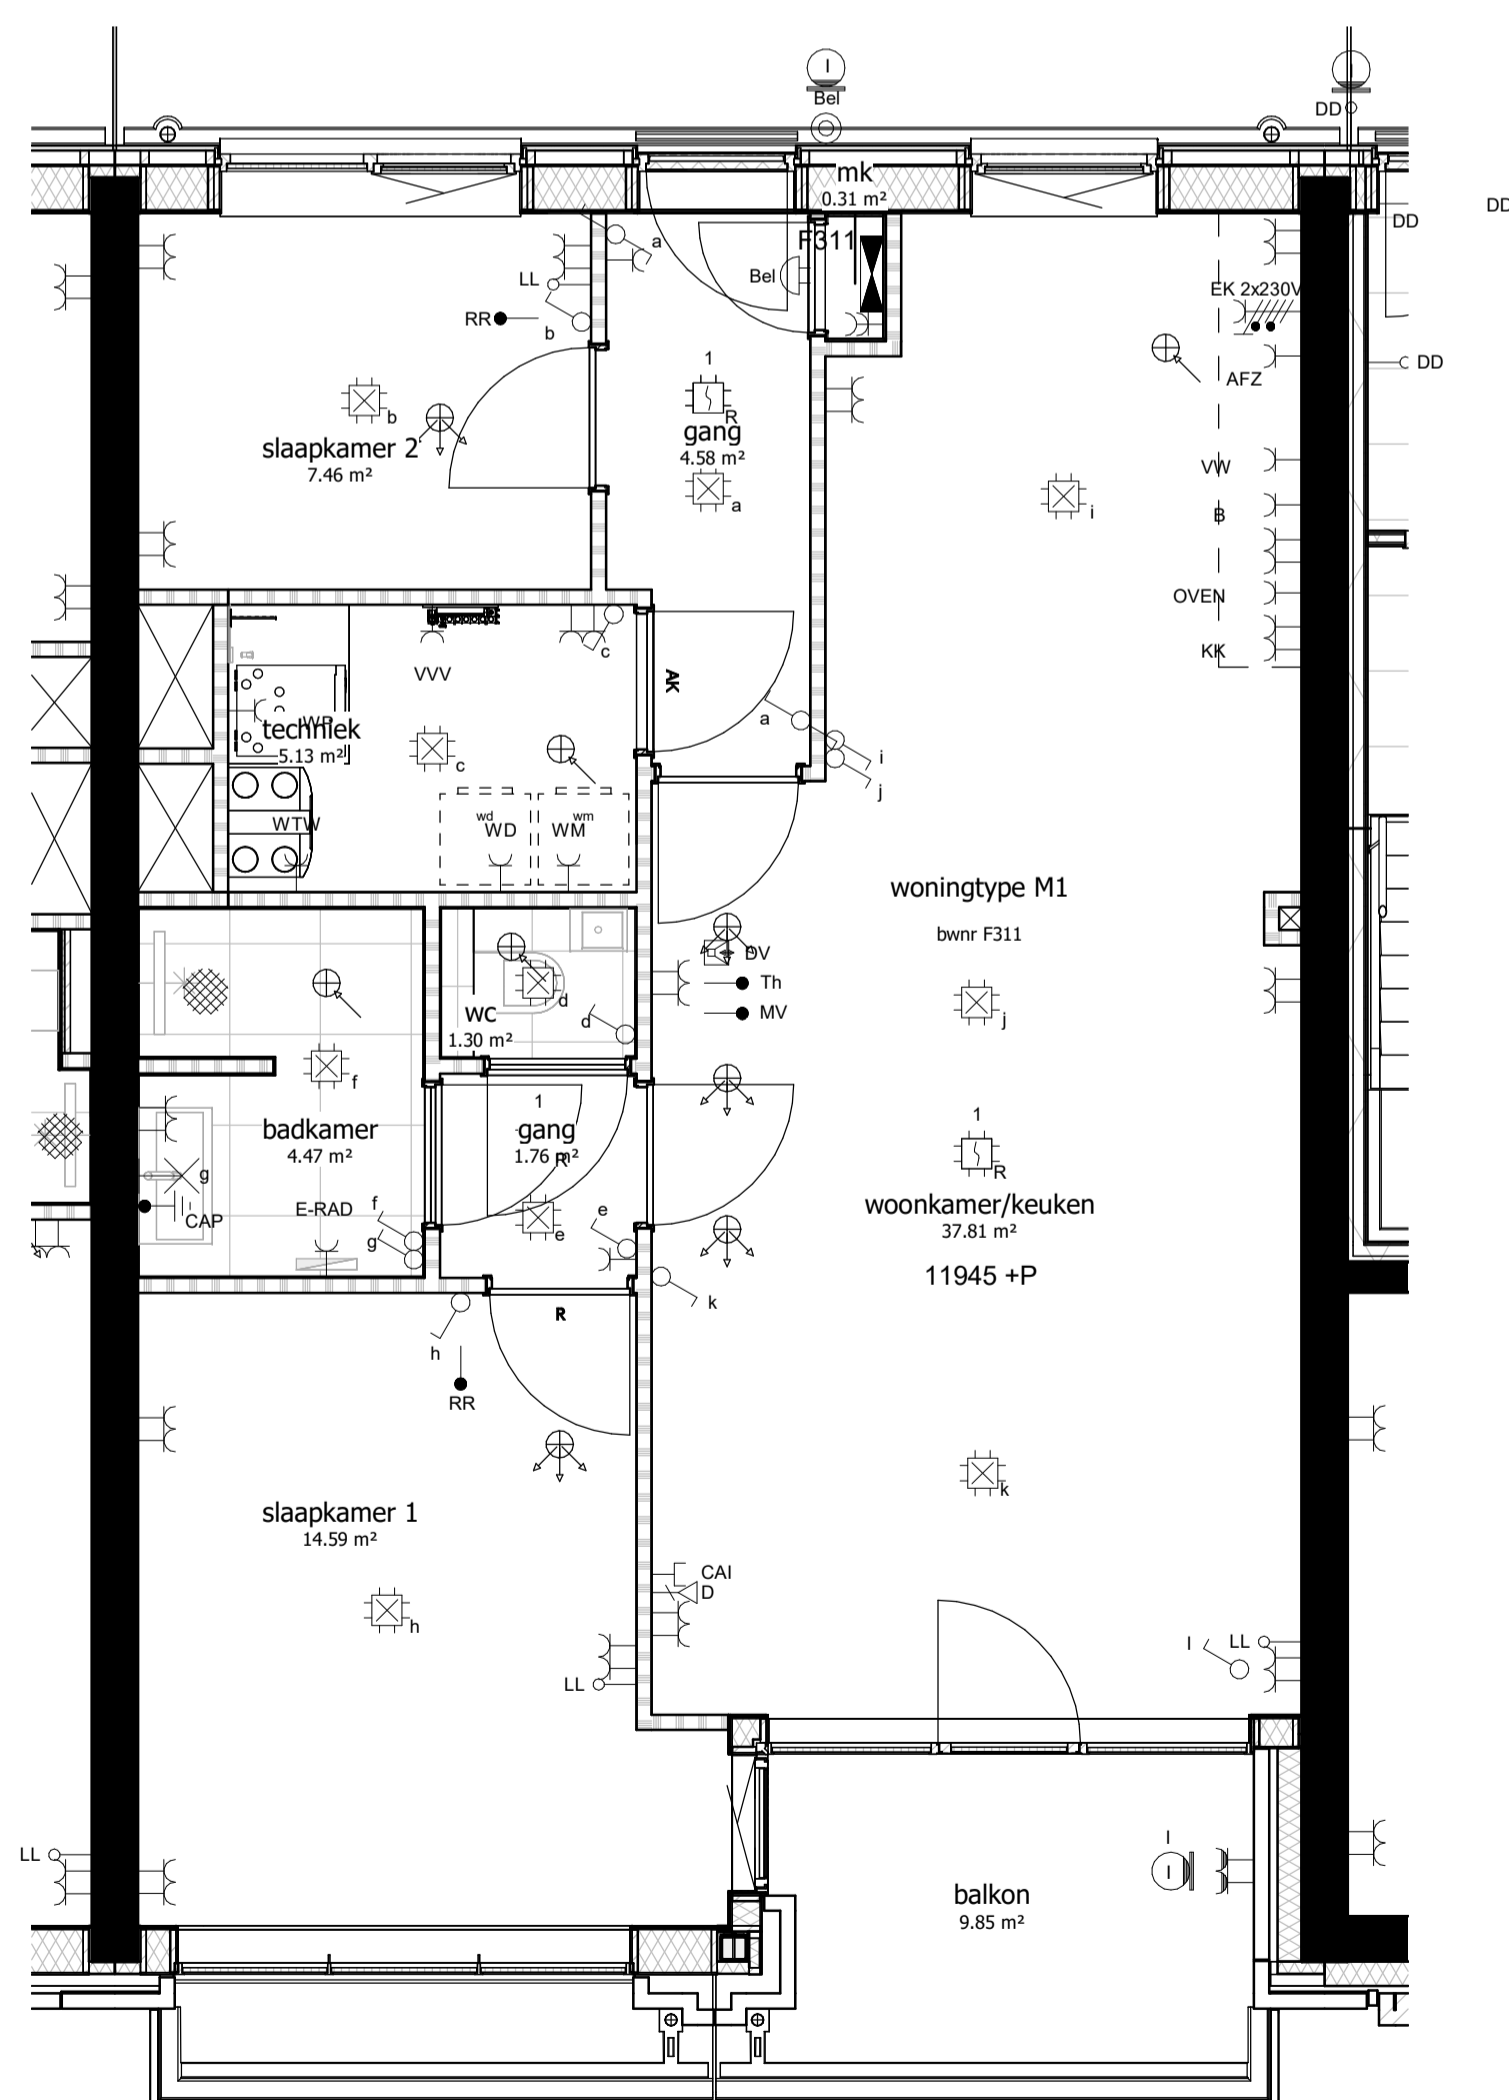 I
Bel
I
DD
mk
0.31 m²
DD
DD
a
F311
LL
Bel
EK 2x230V
RR
b
1
DD
AFZ
b
R
slaapkamer 2
7.46 m²
gang
4.58 m²
VW
a
i
B
OVEN
c
KK
VVV
AK
WP
techniek
5.13 m²
a
c
i
j
wd
wm
WTW
WD
WM
woningtype M1
bwnr F311
DV
Th
d
WC
1.30 m²
d
MV
j
f
1
1
badkamer
4.47 m²
gang
1.76 m²
R
R
g
woonkamer/keuken
37.81 m²
CAP
E-RAD
f
g
e
e
11945 +P
k
R
h
RR
k
slaapkamer 1
14.59 m²
CAI
D
h
l
LL
LL
I
LL
I
balkon
9.85 m²